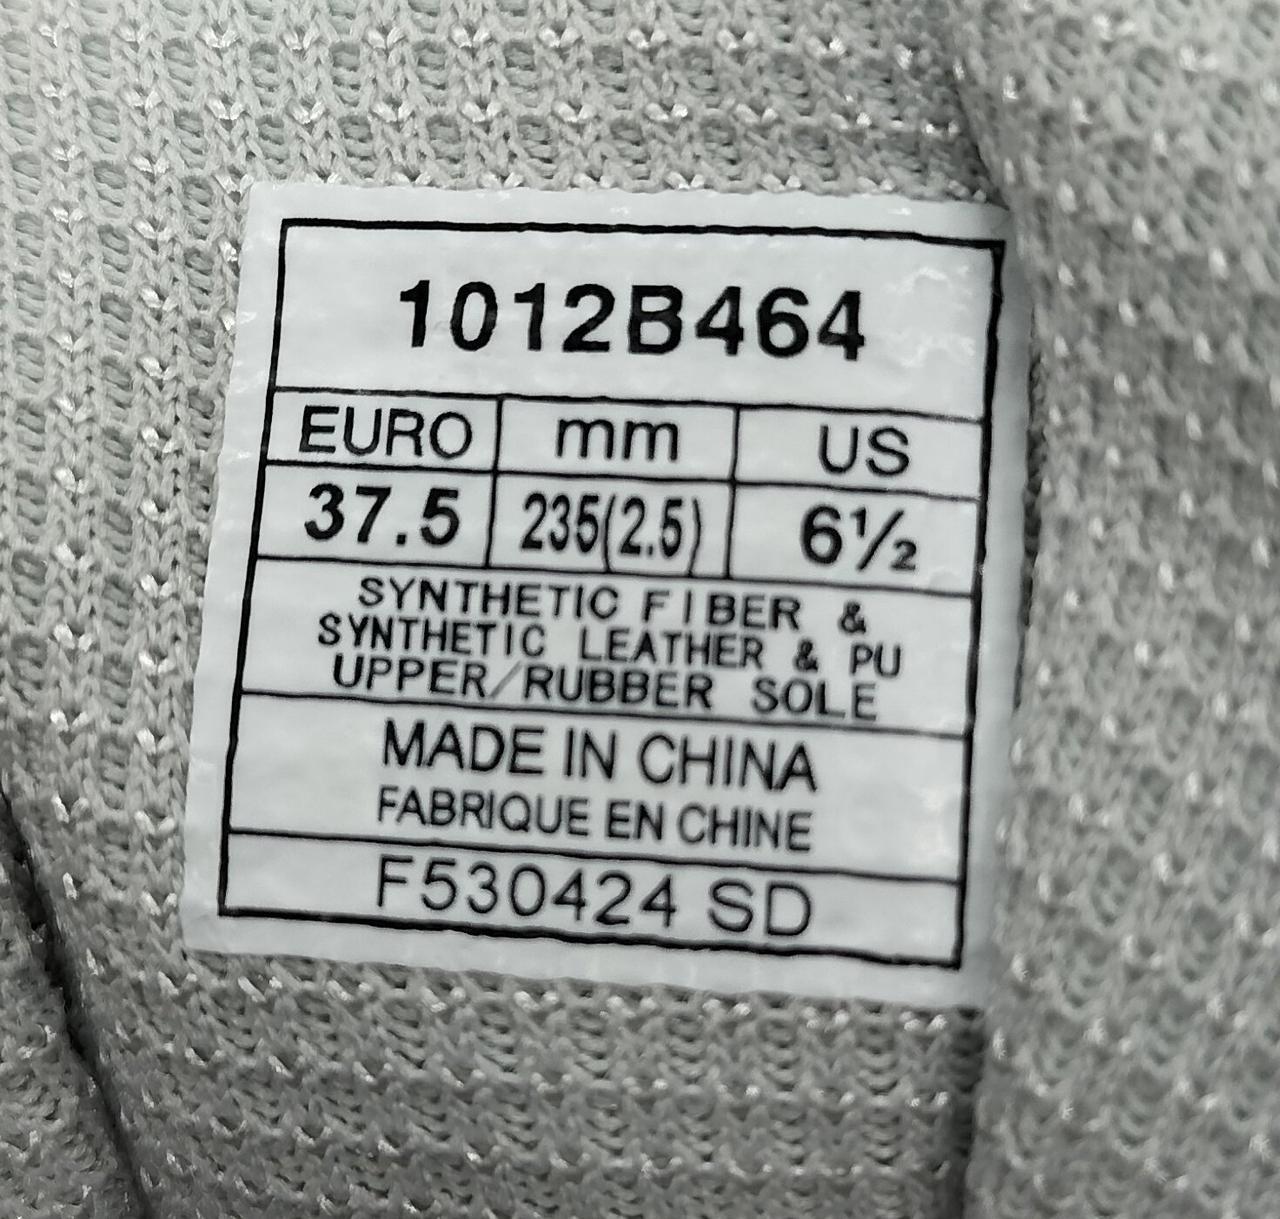 1012B464
EURO mm US
37.5 235(2.5) 6½
SYNTHETIC FIBER &
SYNTHETIC LEATHER & PU
UPPER/RUBBER SOLE
MADE IN CHINA
FABRIQUE EN CHINE
F530424 SD